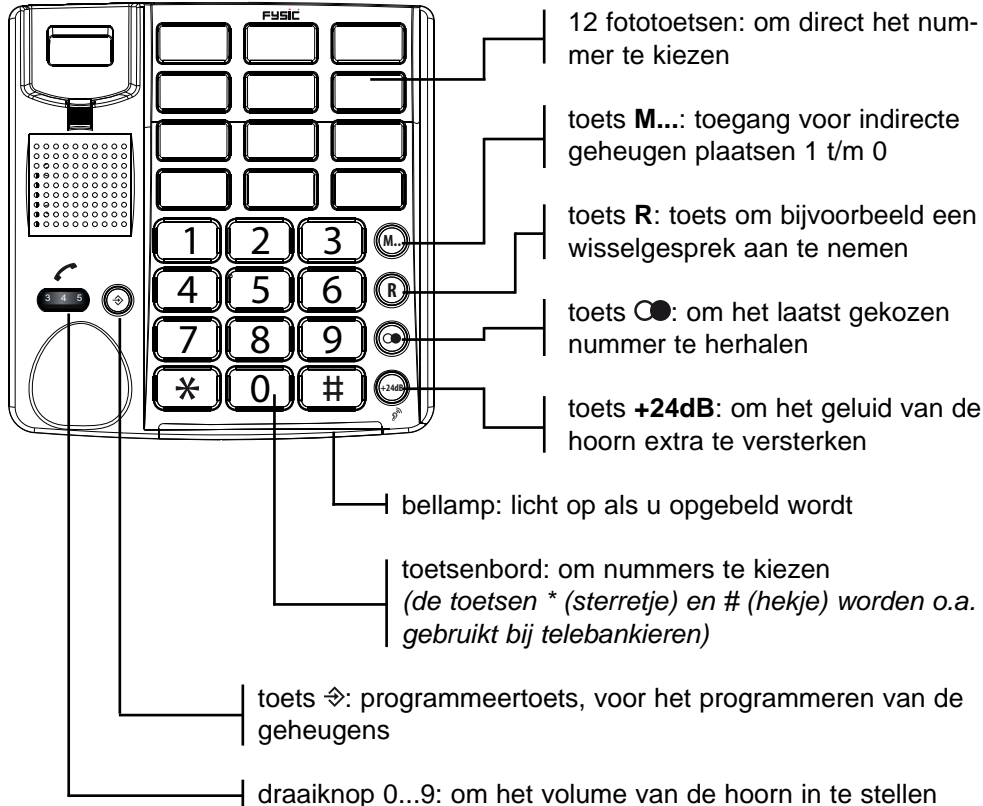 FYSIC
12 fototoetsen: om direct het num-
mer te kiezen
toets M...: toegang voor indirecte
geheugen plaatsen 1 t/m 0
1 2 3 M..
toets R: toets om bijvoorbeeld een
wisselgesprek aan te nemen
3 4 5
4 5 6 R
toets: om het laatst gekozen
nummer te herhalen
7 8 9
* 0 # +24dB
toets +24dB: om het geluid van de
hoorn extra te versterken
bellamp: licht op als u opgebeld wordt
toetsenbord: om nummers te kiezen
(de toetsen * (sterretje) en # (hekje) worden o.a.
gebruikt bij telebankieren)
toets: programmeertoets, voor het programmeren van de
geheugens
draaiknop 0...9: om het volume van de hoorn in te stellen